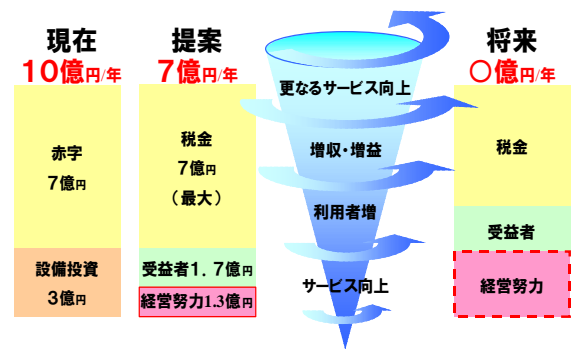 現在
10億円/年
赤字
7億円
設備投資
3億円
提案
7億円/年
税金
7億円
（最大）
受益者1．7億円
経営努力1.3億円
更なるサービス向上
増収・増益
利用者増
サービス向上
将来
〇億円/年
税金
受益者
経営努力